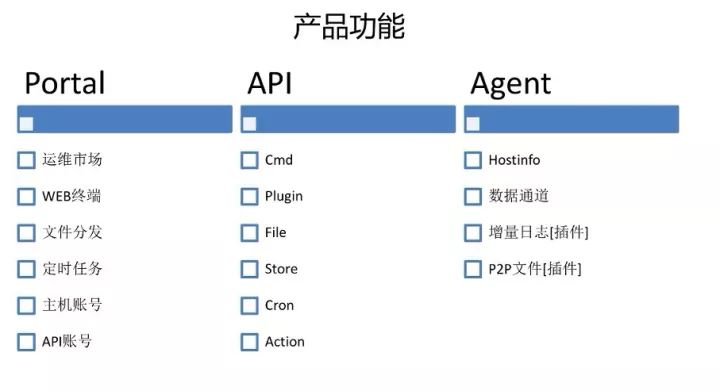 产品功能
Portal
运维市场
WEB终端
文件分发
定时任务
主机账号
API账号
API
Cmd
Plugin
File
Store
Cron
Action
Agent
Hostinfo
数据通道
增量日志[插件]
P2P文件[插件]